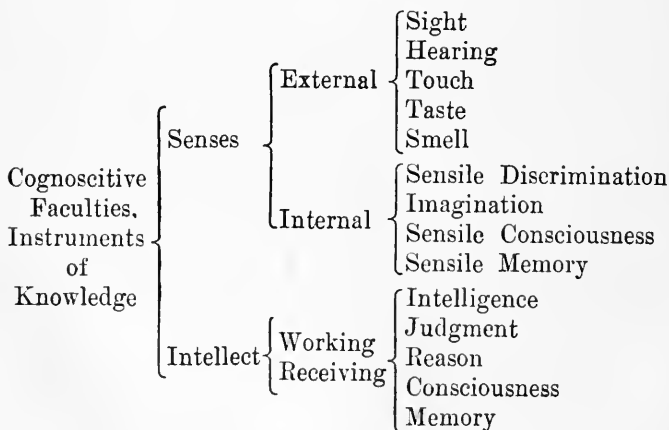 Sight
Hearing
External Touch
Taste
Senses Smell
Cognoscitive Sensile Discrimination
Faculties, Imagination
Instruments Internal Sensile Consciousness
of Sensile Memory
Knowledge Intelligence
Working Judgment
Intellect Receiving Reason
Consciousness
Memory